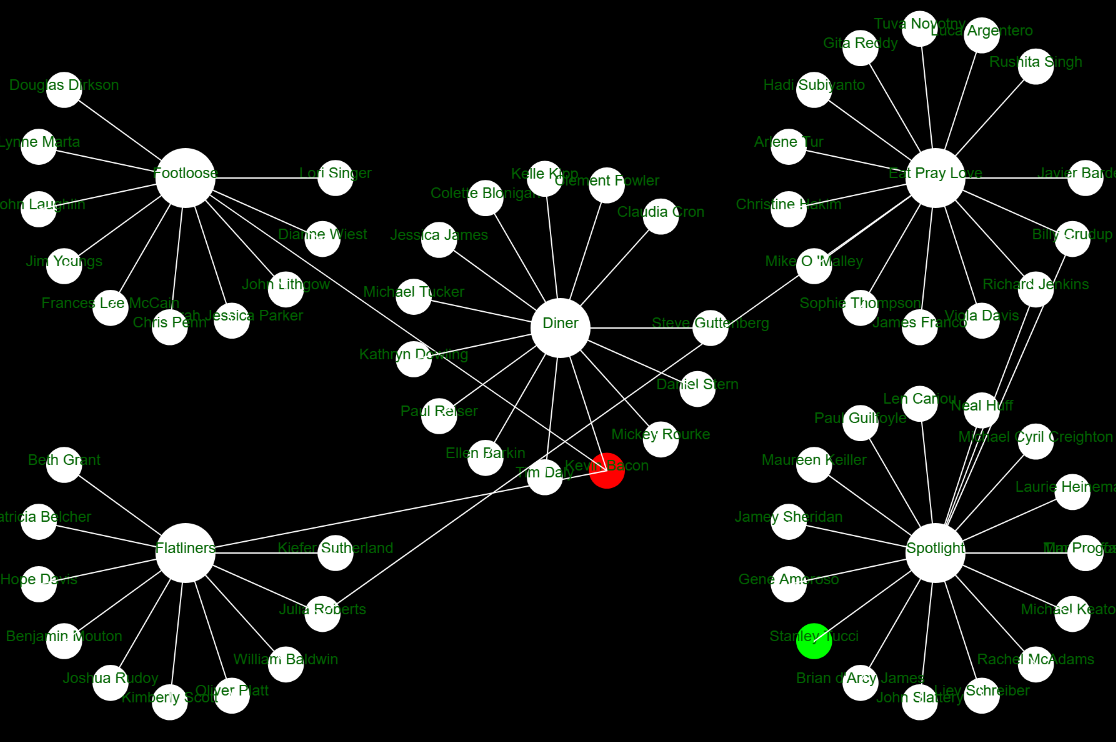 Douglas Dirkson
Lynne Marta
John Laughlin
Jim Youngs
Frances Lee McCain
Chris Penn
Sarah Jessica Parker
John Lithgow
Dianne Wiest
Lori Singer
Footloose
Kelle Kipp
Clement Fowler
Colette Blonigan
Claudia Cron
Jessica James
Michael Tucker
Kathryn Dowling
Paul Reiser
Ellen Barkin
Tim Daly
Kevin Bacon
Mickey Rourke
Daniel Stern
Steve Guttenberg
Diner
Tuva Novotny
Luca Argentero
Gita Reddy
Rushita Singh
Hadi Subiyanto
Arlene Tur
Christine Hakim
Mike O 'Malley
Sophie Thompson
James Franco
Viola Davis
Richard Jenkins
Billy Crudup
Javier Barde
Eat Pray Love
Beth Grant
atricia Belcher
Hope Davis
Benjamin Mouton
Joshua Rudoy
Kimberly Scott
Oliver Platt
William Baldwin
Julia Roberts
Kiefer Sutherland
Flatliners
Len Cariou
Neal Huff
Paul Guilfoyle
Michael Cyril Creighton
Maureen Keiller
Laurie Heinema
Jamey Sheridan
Gene Amoroso
Stanley Tucci
Brian d'Arcy James
John Slattery
Liev Schreiber
Rachel McAdams
Michael Keato
Spotlight